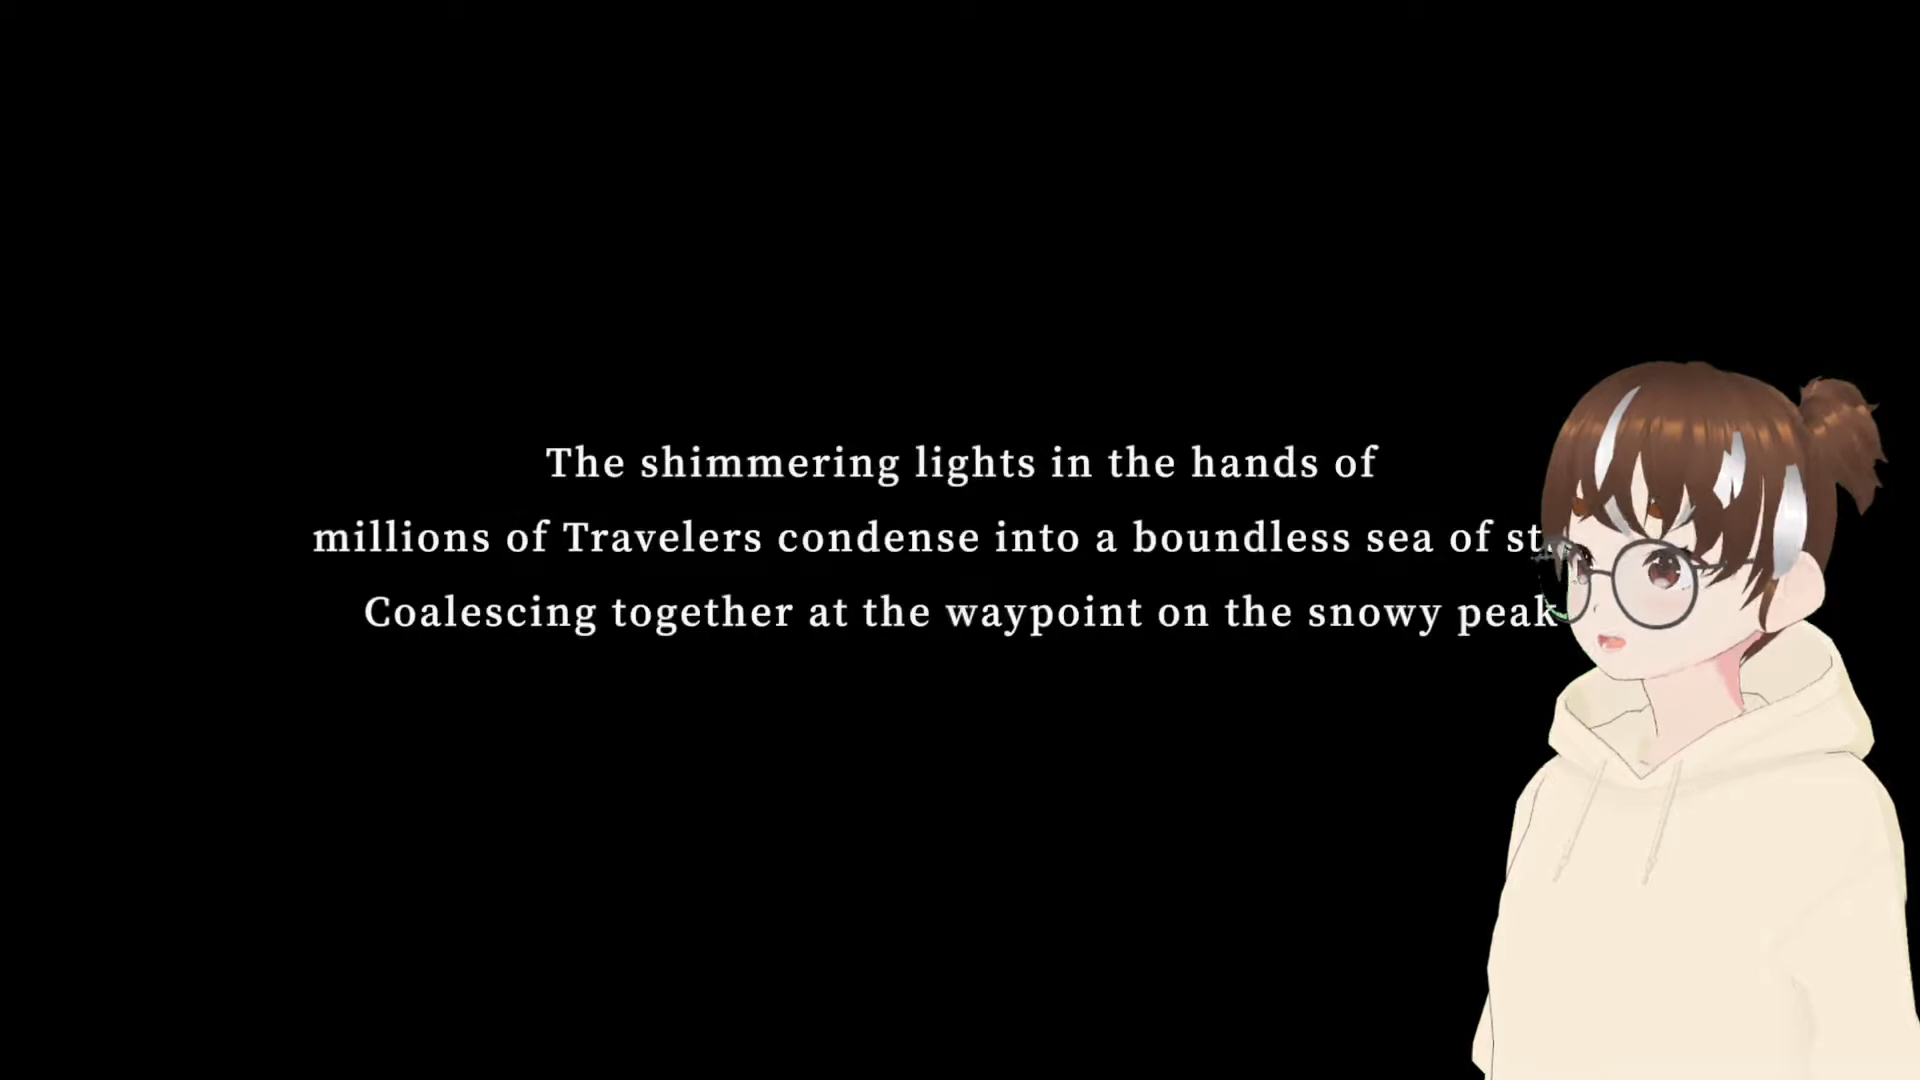 The shimmering lights in the hands of
millions of Travelers condense into a boundless sea of
Coalescing together at the waypoint on the snowy peak